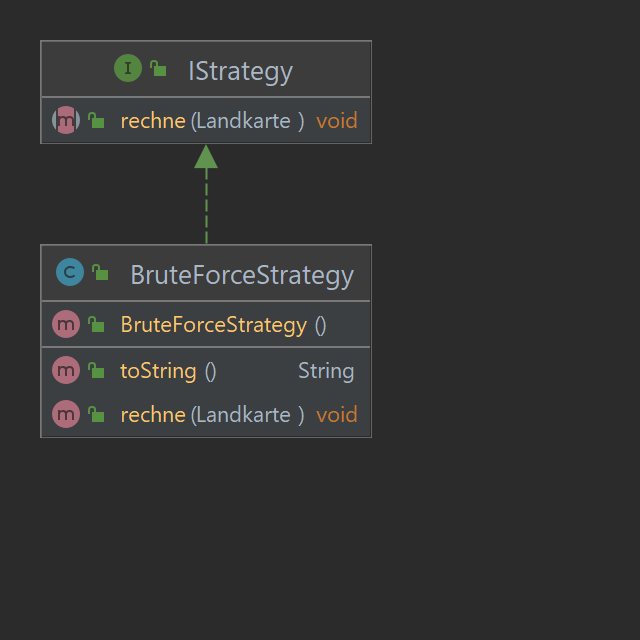 I IStrategy
m rechne (Landkarte ) void
C BruteForceStrategy
m BruteForceStrategy ()
m toString () String
m rechne (Landkarte ) void